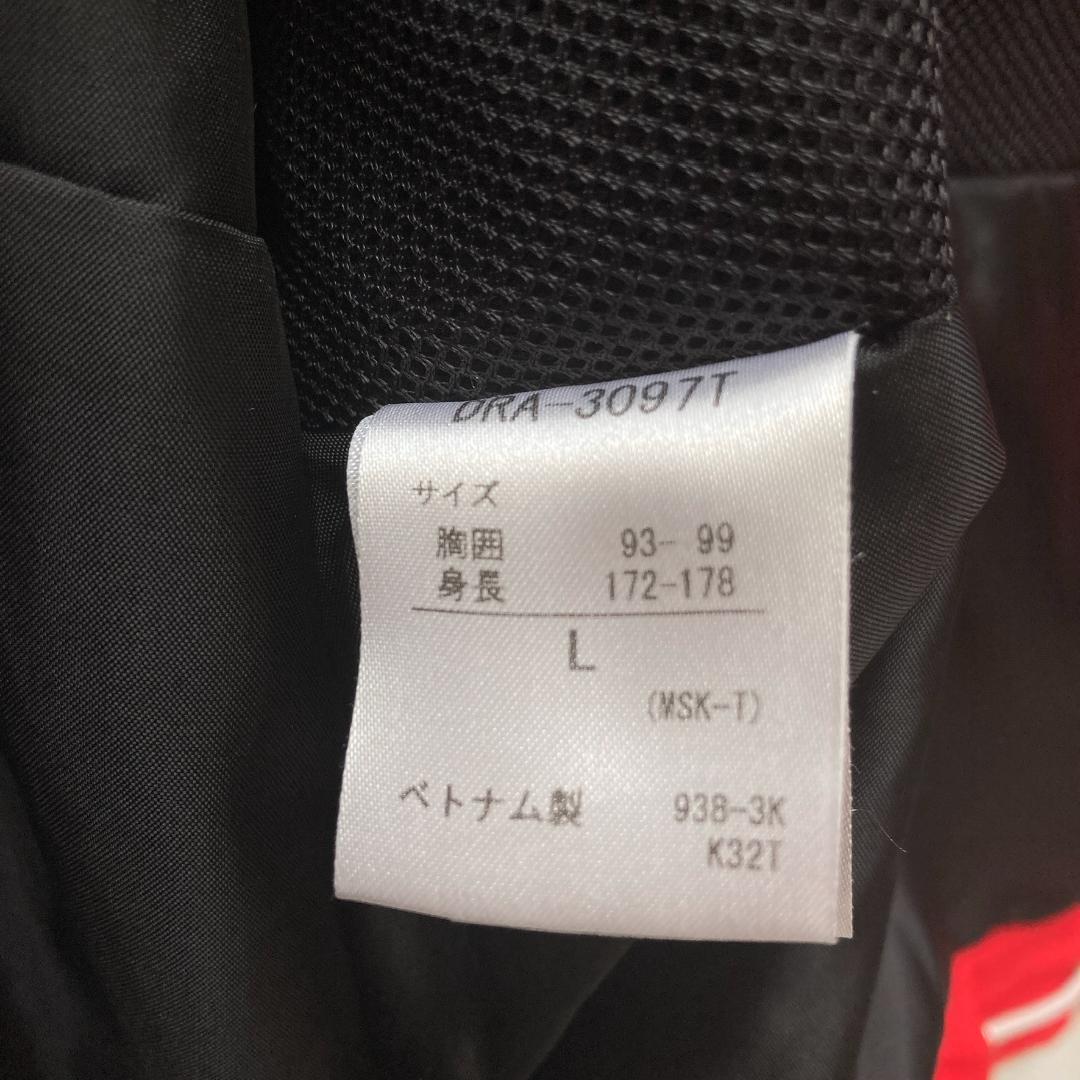 DRA-3097T
サイズ
胸囲 93- 99
身長 172-178
L
(MSK-T)
ベトナム製 938-3K
K32T